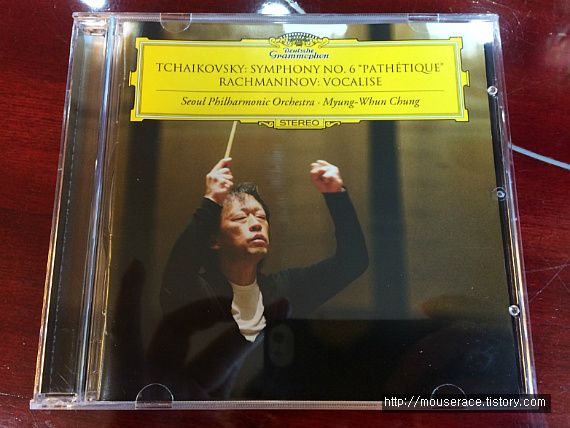 Deutsche
Grammophon
TCHAIKOVSKY: SYMPHONY NO. 6 "PATHÉTIQUE"
RACHMANINOV: VOCALISE
Seoul Philharmonic Orchestra · Myung-Whun Chung
STEREO
http://mouserace.tistory.com